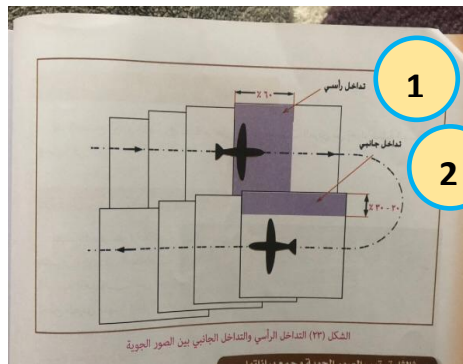 ٪ ٦٠
تداخل رأسي
1
تداخل جانبي
2
٢٠ - ٣٠ ٪
الشكل (٢٣) التداخل الرأسي والتداخل الجانبي بين الصور الجوية